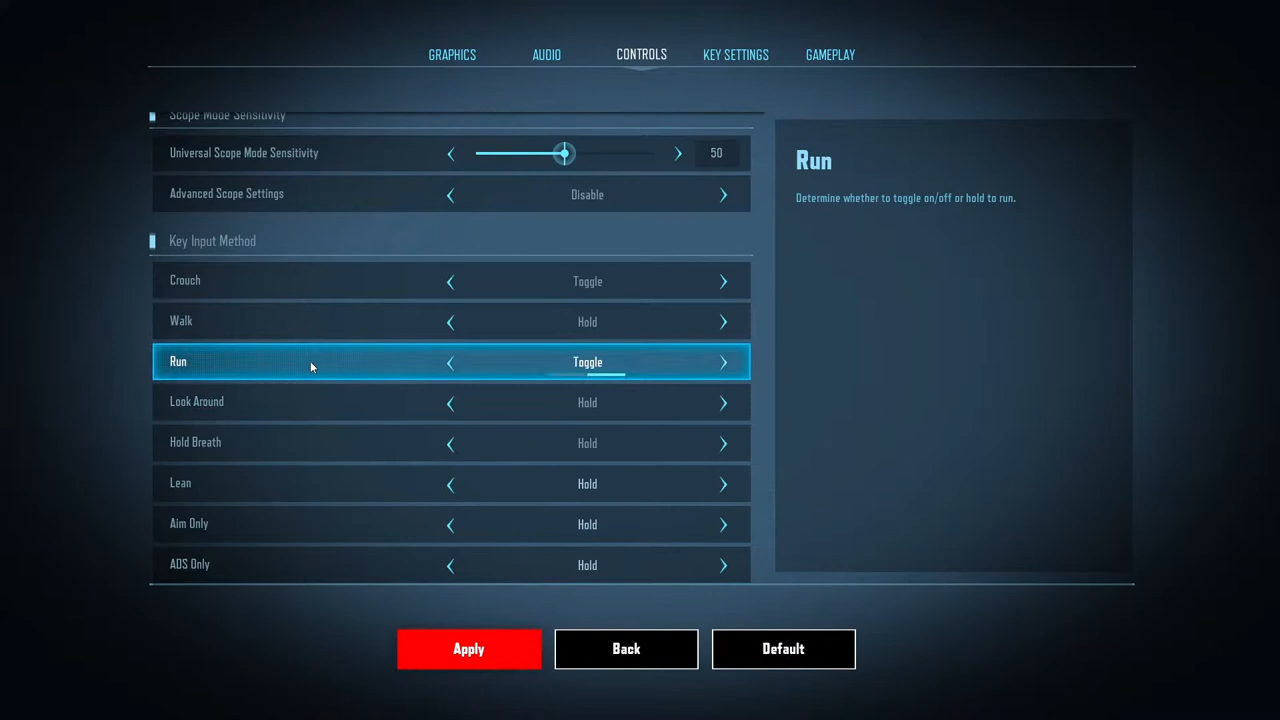 GRAPHICS AUDIO CONTROLS KEY SETTINGS GAMEPLAY
Scope Mode Sensitivity
Universal Scope Mode Sensitivity 50
Advanced Scope Settings Disable
Key Input Method
Crouch Toggle
Walk Hold
Run Toggle
Look Around Hold
Hold Breath Hold
Lean Hold
Aim Only Hold
ADS Only Hold
Run
Determine whether to toggle on/off or hold to run.
Apply Back Default